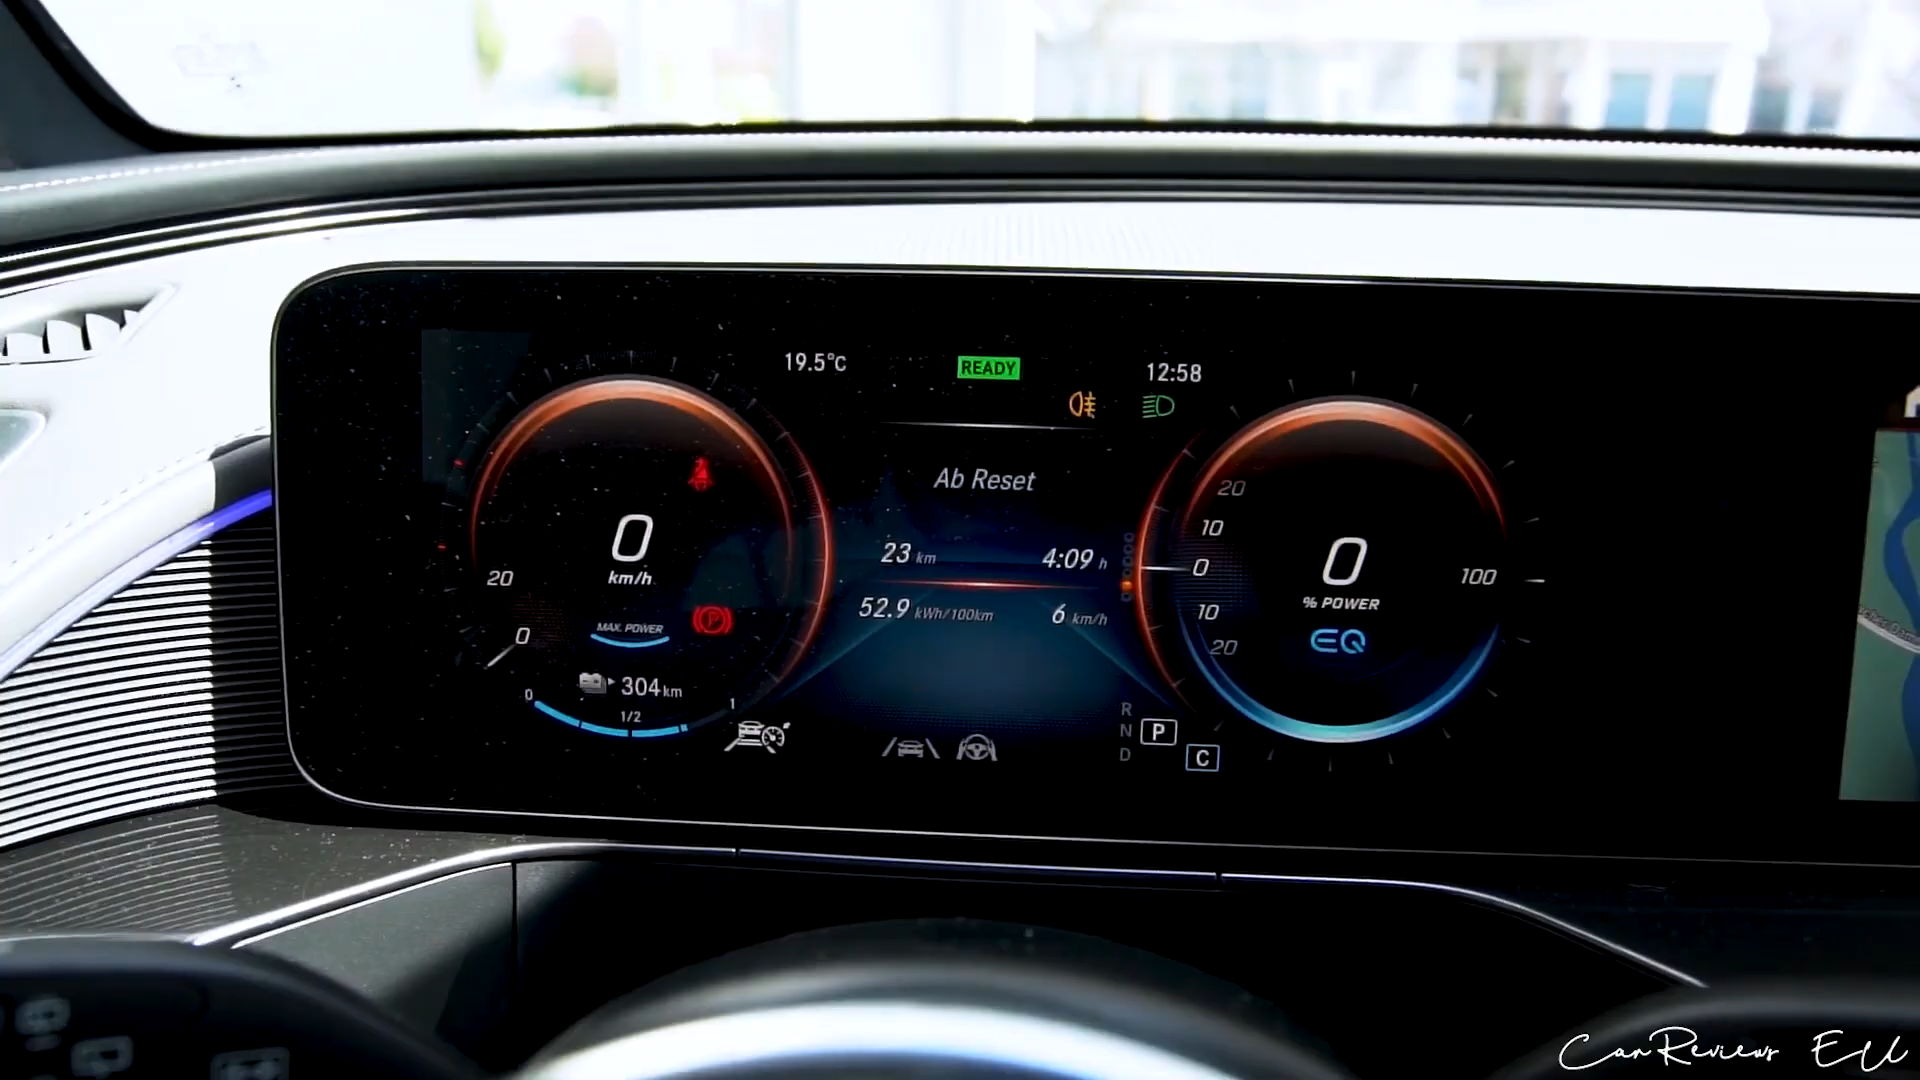 19.5°C
READY
12:58
Ab Reset
23 km
4:09 h
52.9 kWh/100km
6 km/h
20
0
0
km/h
MAX. POWER
P
304 km
0
1/2
1
20
10
0
10
20
0
% POWER
EQ
100
R
N
D
P
C
CarReviews EU